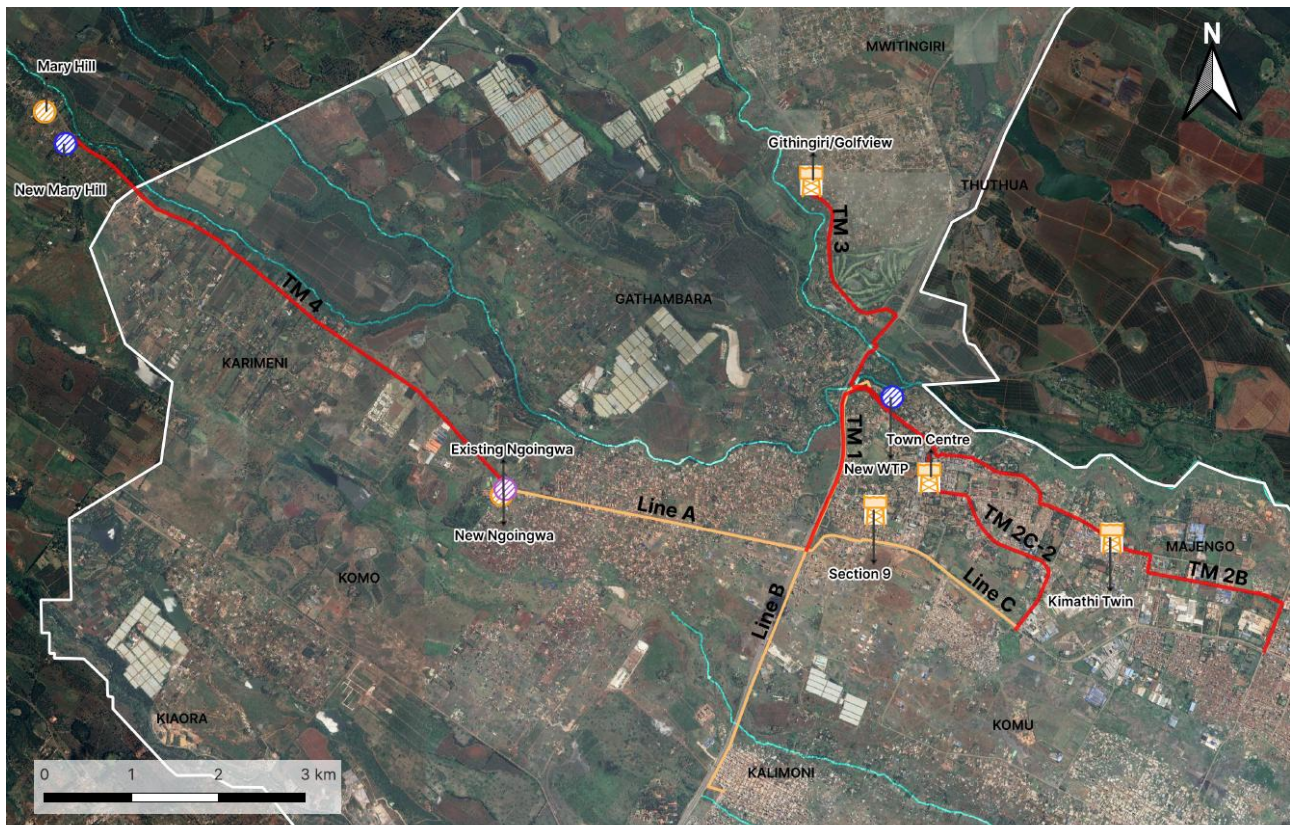 Mary Hill
New Mary Hill
MWITINGIRI
N
Githingiri/Golfview
THUTHUA
TM 3
TM 4
GATHAMBARA
KARIMENI
TM 1
Town Centre
New WTP
Existing Ngoingwa
New Ngoingwa
Line A
TM 2C-2
MAJENGO
TM 2B
Section 9
Kimathi Twin
Line C
Line B
KOMO
KIAORA
KOMU
KALIMONI
0 1 2 3 km